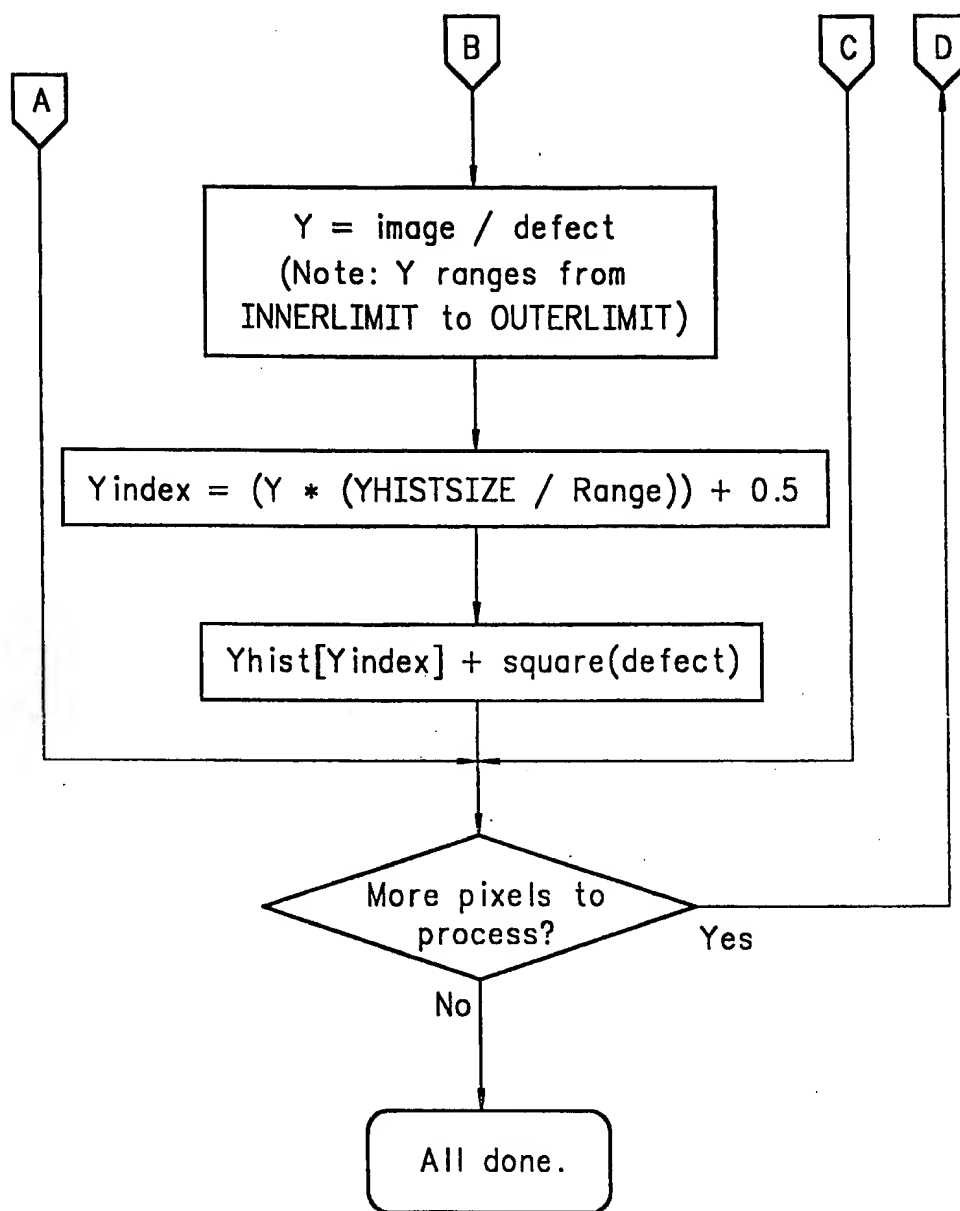 A
B
C
D
Y = image / defect
(Note: Y ranges from
INNERLIMIT to OUTERLIMIT)
Yindex = (Y * (YHISTSIZE / Range)) + 0.5
Yhist[Yindex] + square(defect)
More pixels to
process?
Yes
No
All done.